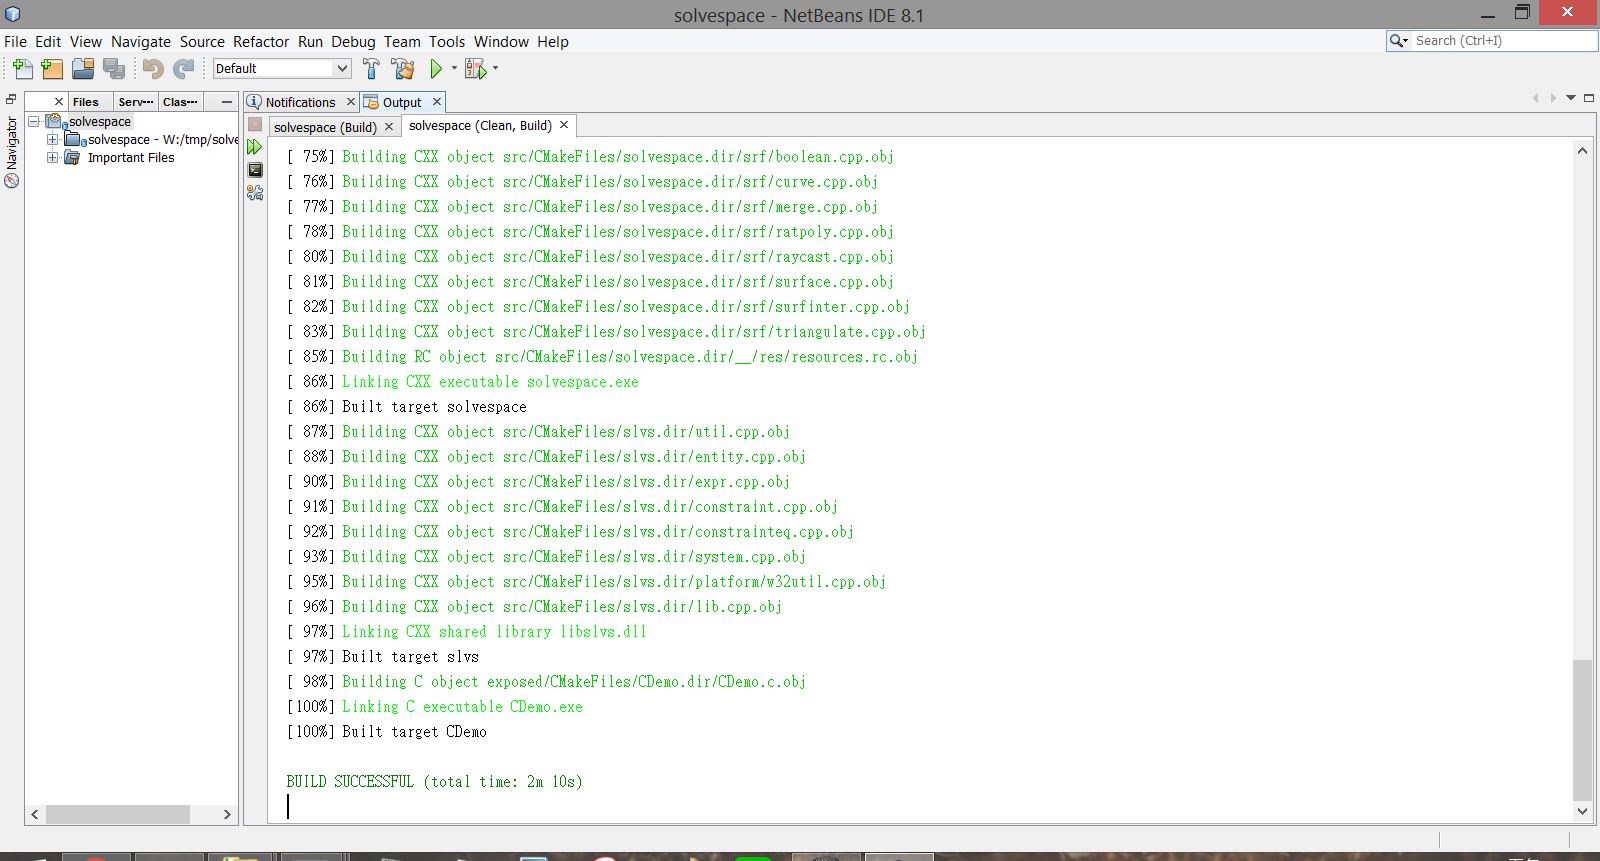 solvespace - NetBeans IDE 8.1
File Edit View Navigate Source Refactor Run Debug Team Tools Window Help
Search (Ctrl+I)
Default
Files Serv--- Clas---
Notifications Output
Navigator
solvespace
solvespace - W:/tmp/solve
Important Files
solvespace (Build) solvespace (Clean, Build)
[ 75%] Building CXX object src/CMakeFiles/solvespace.dir/srf/boolean.cpp.obj
[ 76%] Building CXX object src/CMakeFiles/solvespace.dir/srf/curve.cpp.obj
[ 77%] Building CXX object src/CMakeFiles/solvespace.dir/srf/merge.cpp.obj
[ 78%] Building CXX object src/CMakeFiles/solvespace.dir/srf/ratpoly.cpp.obj
[ 80%] Building CXX object src/CMakeFiles/solvespace.dir/srf/raycast.cpp.obj
[ 81%] Building CXX object src/CMakeFiles/solvespace.dir/srf/surface.cpp.obj
[ 82%] Building CXX object src/CMakeFiles/solvespace.dir/srf/surfinter.cpp.obj
[ 83%] Building CXX object src/CMakeFiles/solvespace.dir/srf/triangulate.cpp.obj
[ 85%] Building RC object src/CMakeFiles/solvespace.dir/__/res/resources.rc.obj
[ 86%] Linking CXX executable solvespace.exe
[ 86%] Built target solvespace
[ 87%] Building CXX object src/CMakeFiles/slvs.dir/util.cpp.obj
[ 88%] Building CXX object src/CMakeFiles/slvs.dir/entity.cpp.obj
[ 90%] Building CXX object src/CMakeFiles/slvs.dir/expr.cpp.obj
[ 91%] Building CXX object src/CMakeFiles/slvs.dir/constraint.cpp.obj
[ 92%] Building CXX object src/CMakeFiles/slvs.dir/constrainteq.cpp.obj
[ 93%] Building CXX object src/CMakeFiles/slvs.dir/system.cpp.obj
[ 95%] Building CXX object src/CMakeFiles/slvs.dir/platform/w32util.cpp.obj
[ 96%] Building CXX object src/CMakeFiles/slvs.dir/lib.cpp.obj
[ 97%] Linking CXX shared library libslvs.dll
[ 97%] Built target slvs
[ 98%] Building C object exposed/CMakeFiles/CDemo.dir/CDemo.c.obj
[100%] Linking C executable CDemo.exe
[100%] Built target CDemo
BUILD SUCCESSFUL (total time: 2m 10s)